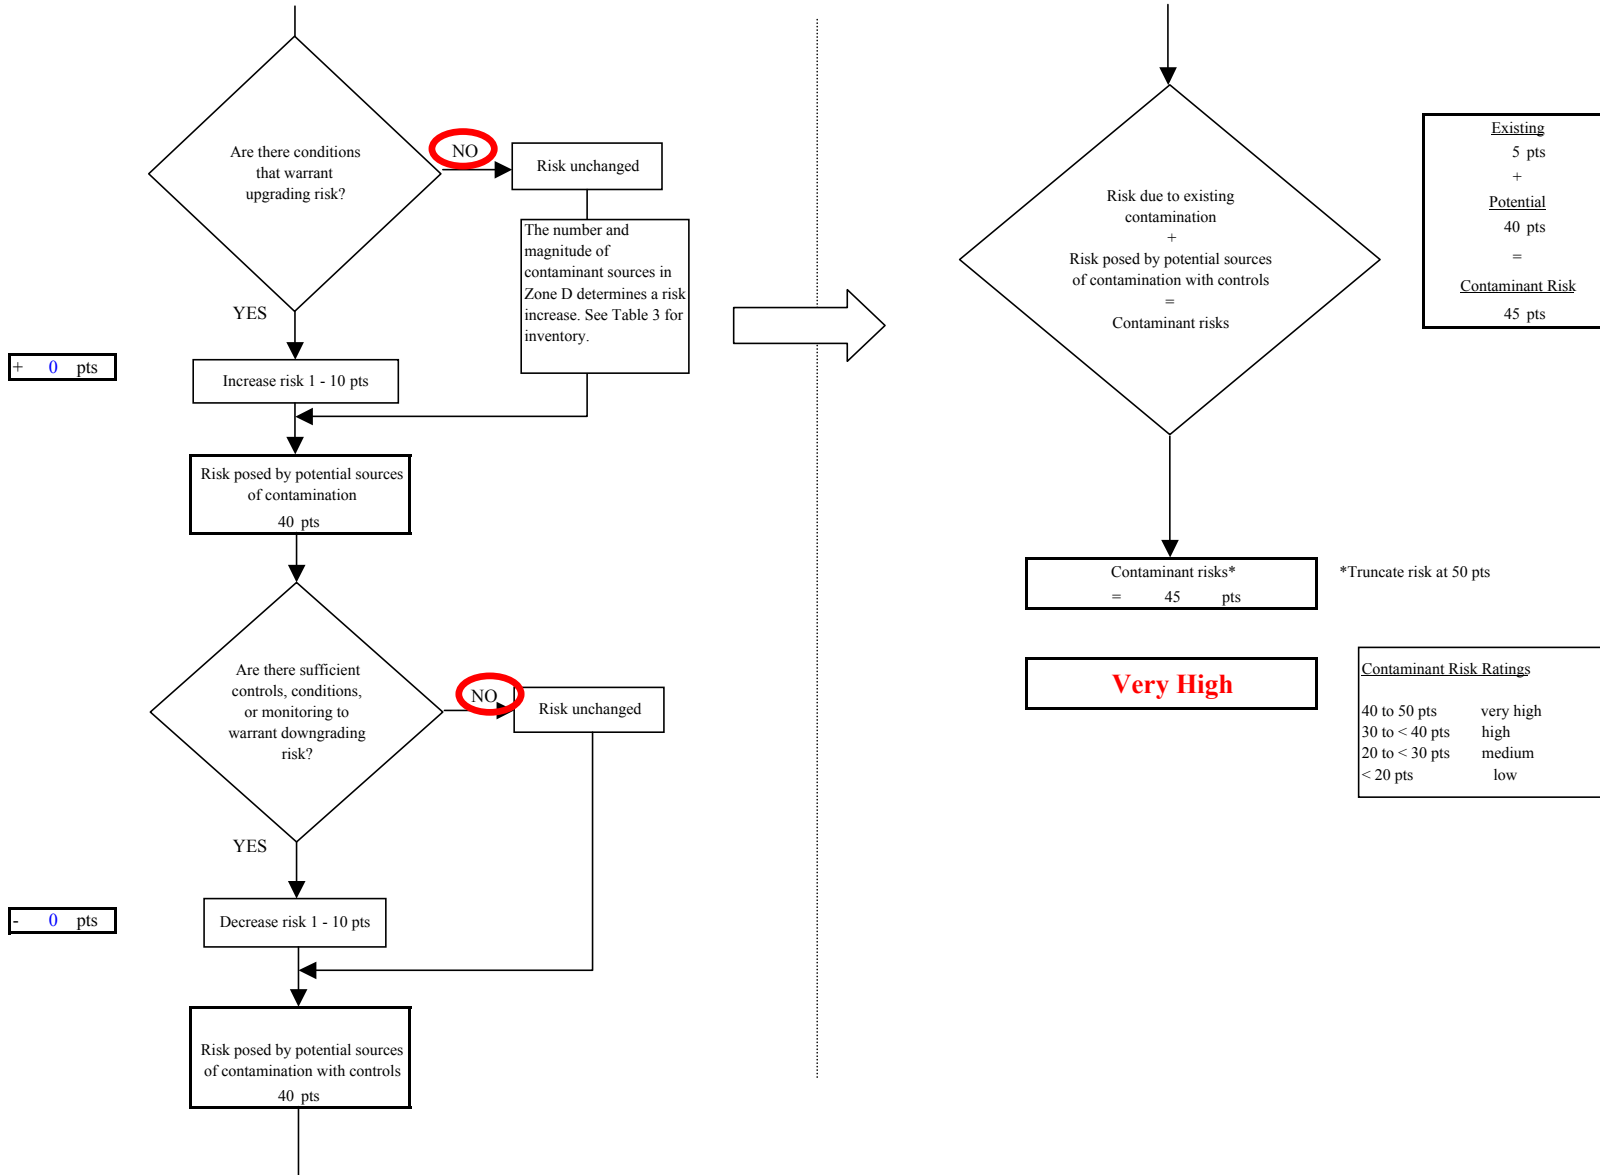 Are there conditions
that warrant
upgrading risk?
NO
Risk unchanged
The number and
magnitude of
contaminant sources in
Zone D determines a risk
increase. See Table 3 for
inventory.
YES
+ 0 pts
Increase risk 1 - 10 pts
Risk posed by potential sources
of contamination
40 pts
Are there sufficient
controls, conditions,
or monitoring to
warrant downgrading
risk?
NO
Risk unchanged
YES
- 0 pts
Decrease risk 1 - 10 pts
Risk posed by potential sources
of contamination with controls
40 pts
Risk due to existing
contamination
+
Risk posed by potential sources
of contamination with controls
=
Contaminant risks
Existing
5 pts
+
Potential
40 pts
=
Contaminant Risk
45 pts
Contaminant risks*
= 45 pts
*Truncate risk at 50 pts
Very High
Contaminant Risk Ratings
40 to 50 pts very high
30 to < 40 pts high
20 to < 30 pts medium
< 20 pts low